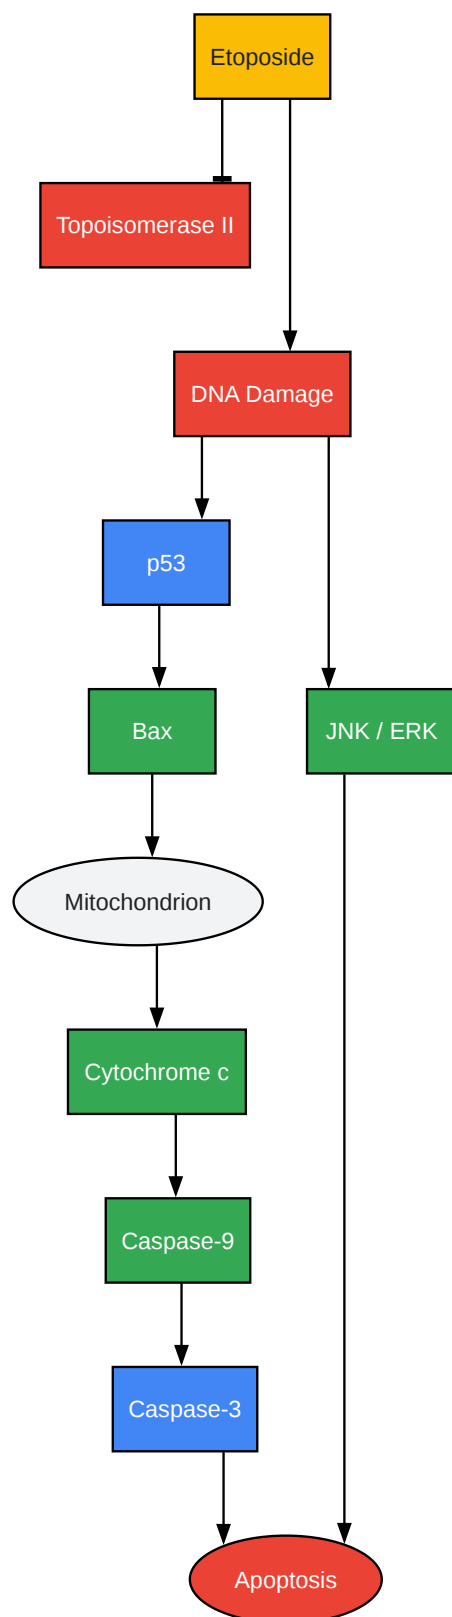 Etoposide
Topoisomerase II
DNA Damage
p53
Bax
JNK / ERK
Mitochondrion
Cytochrome c
Caspase-9
Caspase-3
Apoptosis